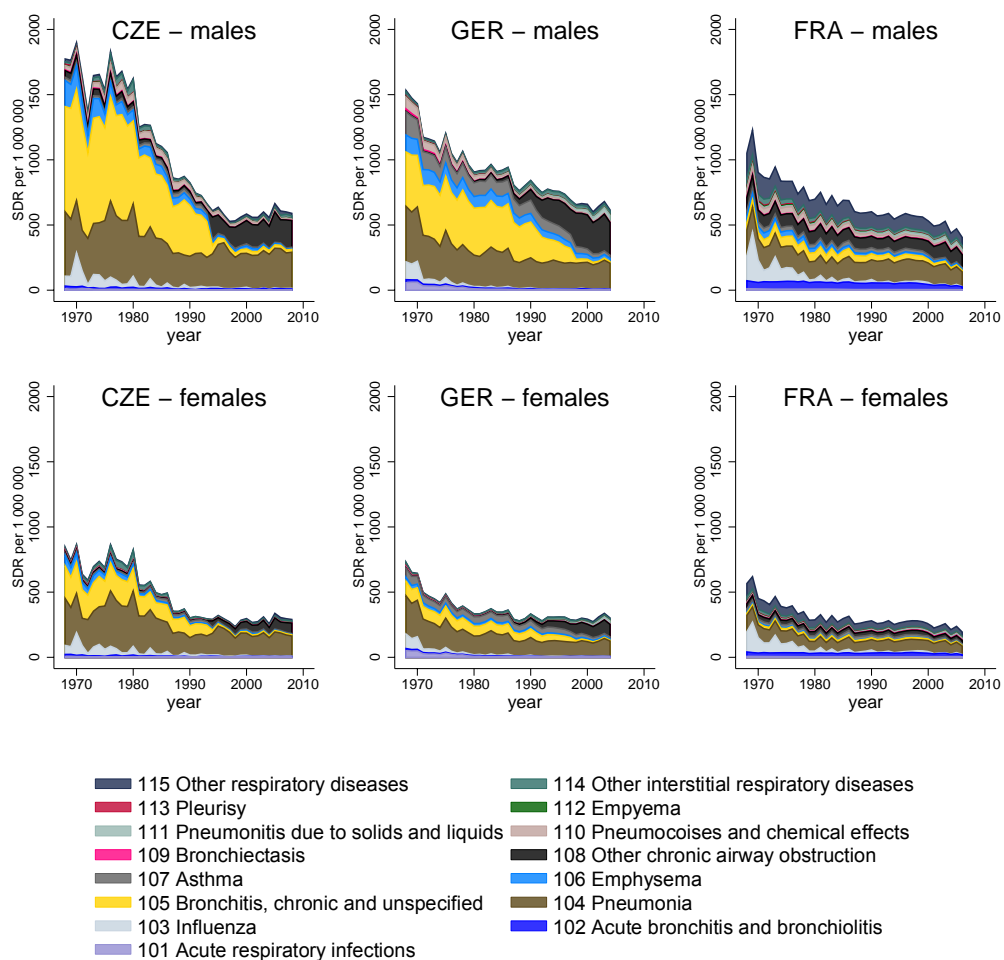 CZE – males
GER – males
FRA – males
SDR per 1 000 000
0
500
1000
1500
2000
1970
1980
1990
2000
2010
year
SDR per 1 000 000
0
500
1000
1500
2000
1970
1980
1990
2000
2010
year
SDR per 1 000 000
0
500
1000
1500
2000
1970
1980
1990
2000
2010
year
CZE – females
GER – females
FRA – females
SDR per 1 000 000
0
500
1000
1500
2000
1970
1980
1990
2000
2010
year
SDR per 1 000 000
0
500
1000
1500
2000
1970
1980
1990
2000
2010
year
SDR per 1 000 000
0
500
1000
1500
2000
1970
1980
1990
2000
2010
year
115 Other respiratory diseases
114 Other interstitial respiratory diseases
113 Pleurisy
112 Empyema
111 Pneumonitis due to solids and liquids
110 Pneumocoises and chemical effects
109 Bronchiectasis
108 Other chronic airway obstruction
107 Asthma
106 Emphysema
105 Bronchitis, chronic and unspecified
104 Pneumonia
103 Influenza
102 Acute bronchitis and bronchiolitis
101 Acute respiratory infections